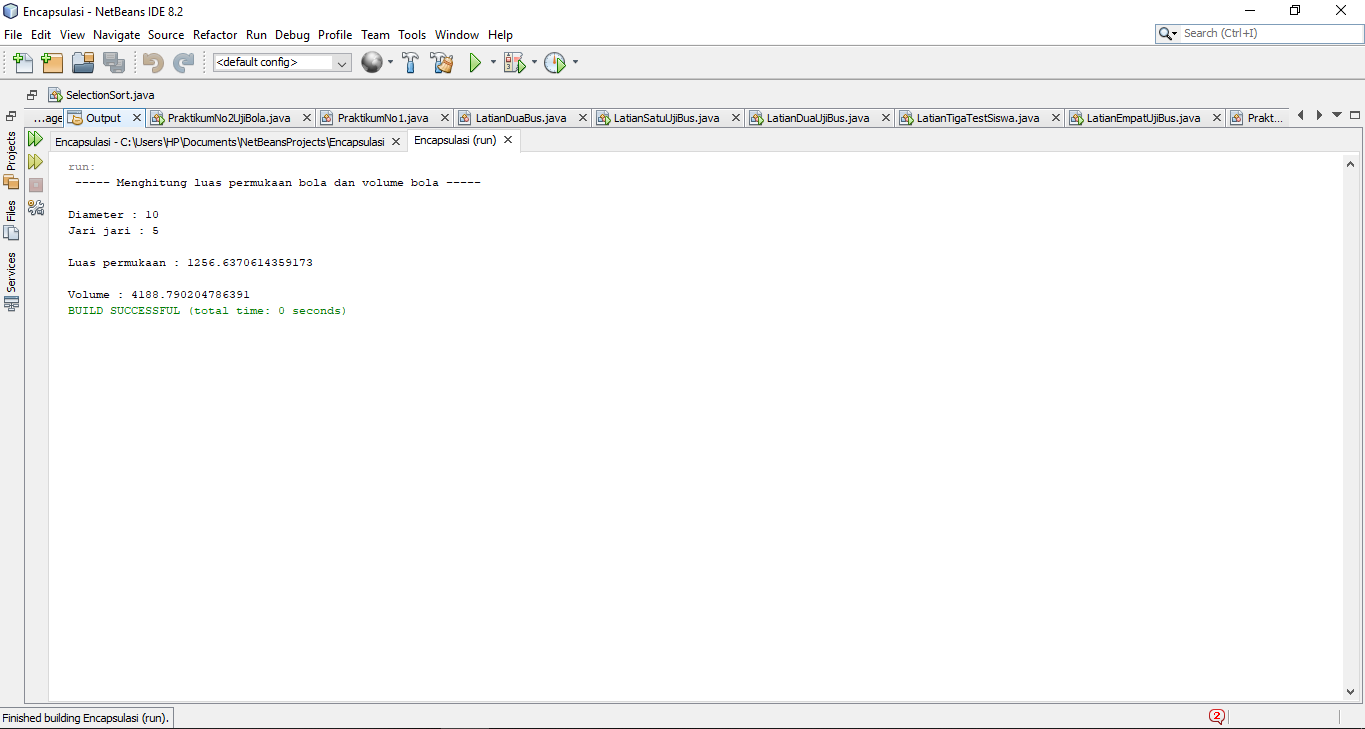 Encapsulasi - NetBeans IDE 8.2
File Edit View Navigate Source Refactor Run Debug Profile Team Tools Window Help
Search (Ctrl+I)
<default config>
SelectionSort.java
...age Output PraktikumNo2UjiBola.java PraktikumNo1.java LatianDuaBus.java LatianSatuUjiBus.java LatianDuaUjiBus.java LatianTigaTestSiswa.java LatianEmpatUjiBus.java Prakt...
Projects
Files
Services
Encapsulasi - C:\Users\HP\Documents\NetBeansProjects\Encapsulasi Encapsulasi (run)
run:
----- Menghitung luas permukaan bola dan volume bola -----
Diameter : 10
Jari jari : 5
Luas permukaan : 1256.6370614359173
Volume : 4188.790204786391
BUILD SUCCESSFUL (total time: 0 seconds)
Finished building Encapsulasi (run).
2